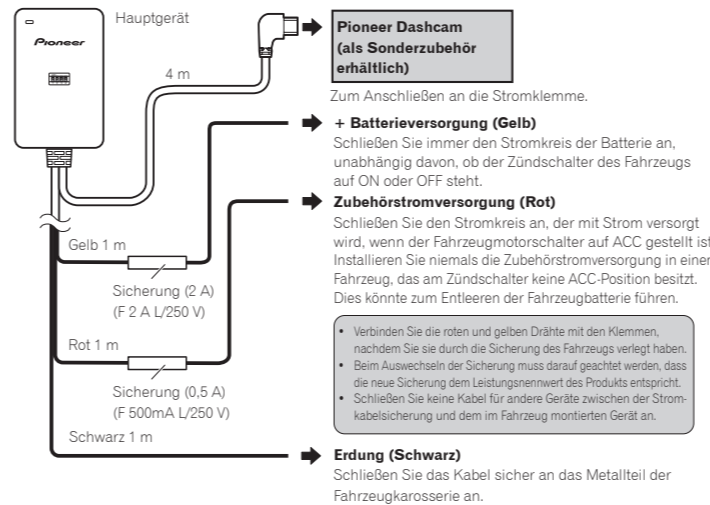 Hauptgerät
Pioneer
4 m
Pioneer Dashcam
(als Sonderzubehör
erhältlich)
Zum Anschließen an die Stromklemme.
+ Batterieversorgung (Gelb)
Schließen Sie immer den Stromkreis der Batterie an,
unabhängig davon, ob der Zündschalter des Fahrzeugs
auf ON oder OFF steht.
Zubehörstromversorgung (Rot)
Schließen Sie den Stromkreis an, der mit Strom versorgt
wird, wenn der Fahrzeugmotorschalter auf ACC gestellt ist
Installieren Sie niemals die Zubehörstromversorgung in einer
Fahrzeug, das am Zündschalter keine ACC-Position besitzt.
Dies könnte zum Entleeren der Fahrzeugbatterie führen.
Gelb 1 m
Sicherung (2 A)
(F 2 A L/250 V)
Rot 1 m
Sicherung (0,5 A)
(F 500mA L/250 V)
• Verbinden Sie die roten und gelben Drähte mit den Klemmen,
nachdem Sie sie durch die Sicherung des Fahrzeugs verlegt haben.
• Beim Auswechseln der Sicherung muss darauf geachtet werden, dass
die neue Sicherung dem Leistungsnennwert des Produkts entspricht.
• Schließen Sie keine Kabel für andere Geräte zwischen der Strom-
kabelsicherung und dem im Fahrzeug montierten Gerät an.
Schwarz 1 m
Erdung (Schwarz)
Schließen Sie das Kabel sicher an das Metallteil der
Fahrzeugkarosserie an.